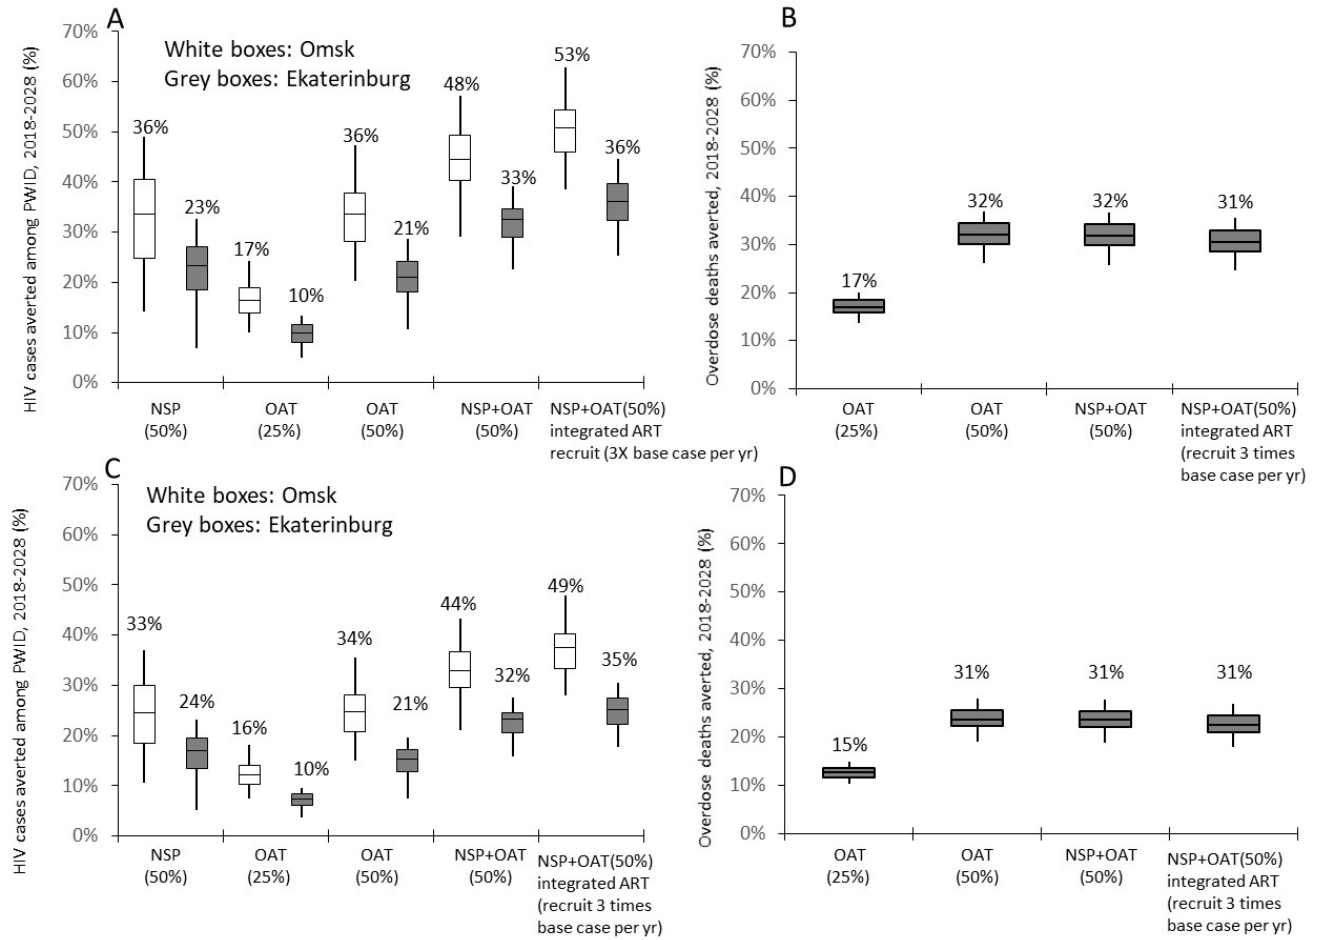 A
HIV cases averted among PWID, 2018-2028 (%)
70%
60%
50%
40%
30%
20%
10%
0%
White boxes: Omsk
Grey boxes: Ekaterinburg
36%
23%
17%
10%
36%
21%
48%
33%
53%
36%
NSP
(50%)
OAT
(25%)
OAT
(50%)
NSP+OAT
(50%)
NSP+OAT(50%)
integrated ART
recruit (3X base case per yr)
B
Overdose deaths averted, 2018-2028 (%)
70%
60%
50%
40%
30%
20%
10%
0%
17%
32%
32%
31%
OAT
(25%)
OAT
(50%)
NSP+OAT
(50%)
NSP+OAT(50%)
integrated ART
(recruit 3 times
base case per yr)
C
HIV cases averted among PWID, 2018-2028 (%)
70%
60%
50%
40%
30%
20%
10%
0%
White boxes: Omsk
Grey boxes: Ekaterinburg
33%
24%
16%
10%
34%
21%
44%
32%
49%
35%
NSP
(50%)
OAT
(25%)
OAT
(50%)
NSP+OAT
(50%)
NSP+OAT(50%)
integrated ART
(recruit 3 times
base case per yr)
D
Overdose deaths averted, 2018-2028 (%)
70%
60%
50%
40%
30%
20%
10%
0%
15%
31%
31%
31%
OAT
(25%)
OAT
(50%)
NSP+OAT
(50%)
NSP+OAT(50%)
integrated ART
(recruit 3 times
base case per yr)